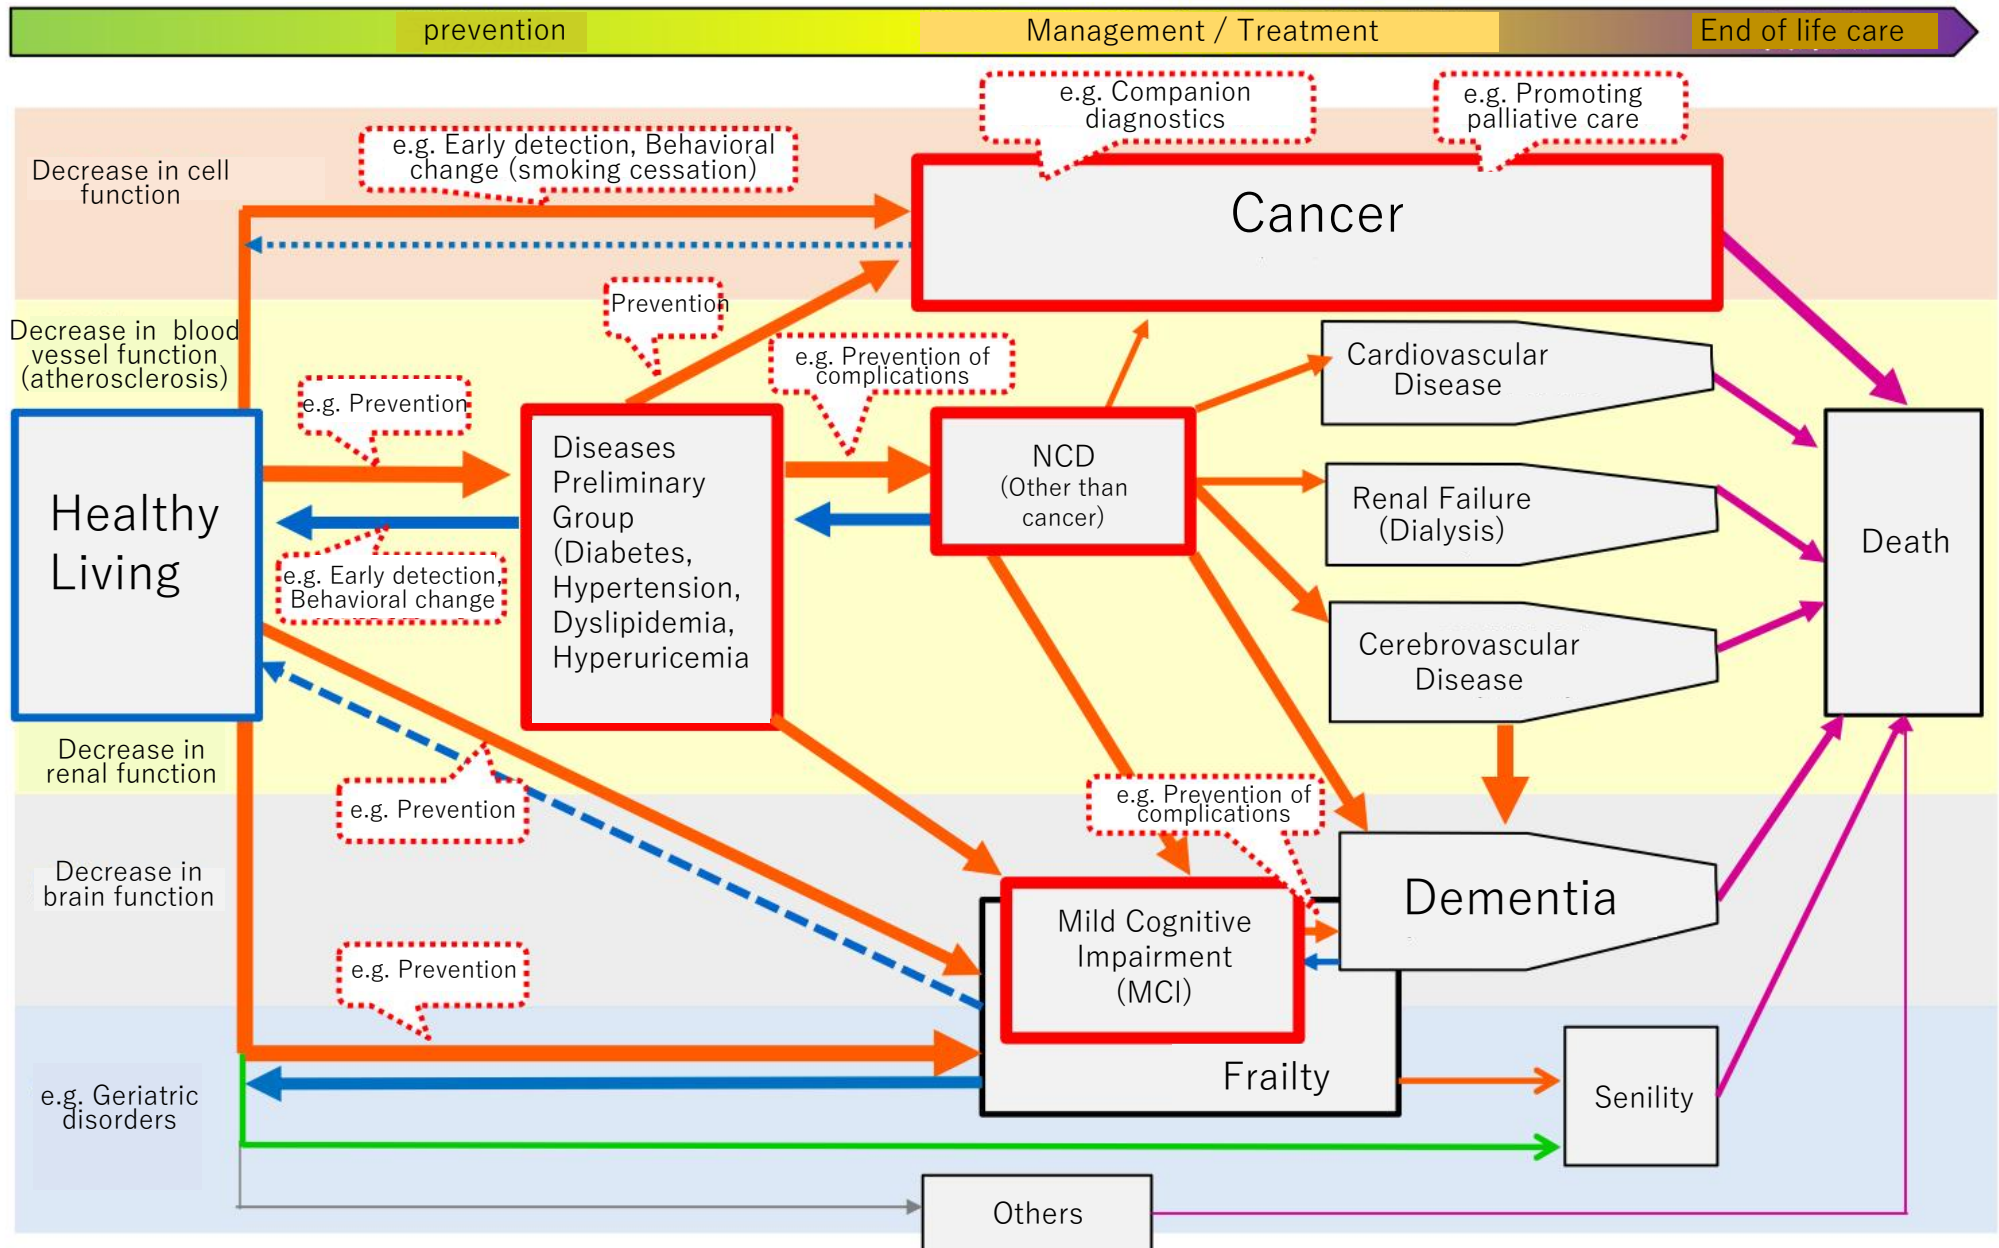 prevention
Management / Treatment
End of life care
e.g. Companion
diagnostics
e.g. Promoting
palliative care
e.g. Early detection, Behavioral
change (smoking cessation)
Decrease in cell
function
Cancer
Prevention
Decrease in blood
vessel function
(atherosclerosis)
e.g. Prevention of
complications
Cardiovascular
Disease
e.g. Prevention
Healthy
Living
Diseases
Preliminary
Group
(Diabetes,
Hypertension,
Dyslipidemia,
Hyperuricemia
NCD
(Other than
cancer)
Renal Failure
(Dialysis)
Death
e.g. Early detection,
Behavioral change
Cerebrovascular
Disease
Decrease in
renal function
e.g. Prevention
e.g. Prevention of
complications
Decrease in
brain function
Dementia
Mild Cognitive
Impairment
(MCI)
e.g. Prevention
Frailty
e.g. Geriatric
disorders
Senility
Others